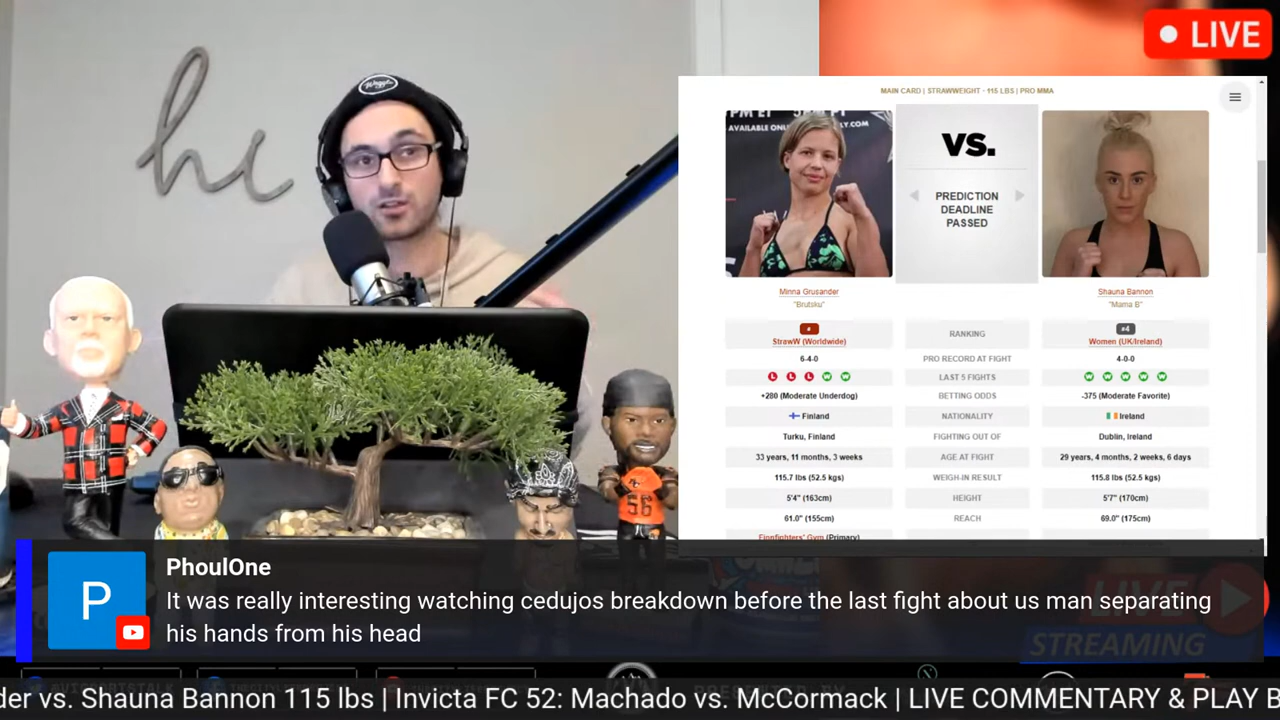 LIVE
hi
MAIN CARD | STRAWWEIGHT · 115 LBS | PRO MMA
VS.
PREDICTION
DEADLINE
PASSED
Minna Grusander
"Brutsku"
Shauna Bannon
"Mama B"
RANKING
StrawW (Worldwide)
#4
Women (UK/Ireland)
6-4-0
PRO RECORD AT FIGHT
4-0-0
L L L W W
LAST 5 FIGHTS
W W W W W
+280 (Moderate Underdog)
BETTING ODDS
-375 (Moderate Favorite)
Finland
NATIONALITY
Ireland
Turku, Finland
FIGHTING OUT OF
Dublin, Ireland
33 years, 11 months, 3 weeks
AGE AT FIGHT
29 years, 4 months, 2 weeks, 6 days
115.7 lbs (52.5 kgs)
WEIGH-IN RESULT
115.8 lbs (52.5 kgs)
5'4" (163cm)
HEIGHT
5'7" (170cm)
61.0" (155cm)
REACH
69.0" (175cm)
Finnfighters' Gym (Primary)
56
P
PhoulOne
It was really interesting watching cedujos breakdown before the last fight about us man separating
his hands from his head
LIVE
STREAMING
der vs. Shauna Bannon 115 lbs | Invicta FC 52: Machado vs. McCormack | LIVE COMMENTARY & PLAY B